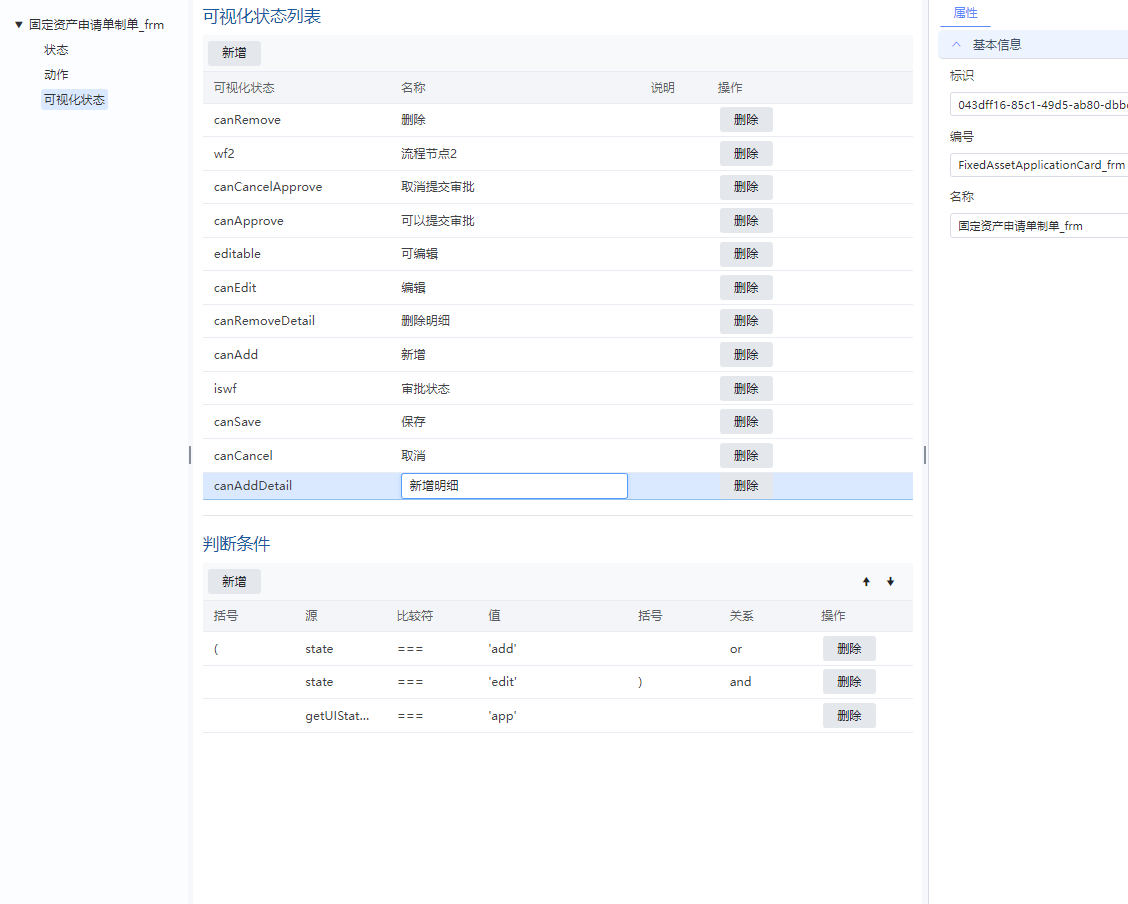 固定资产申请单制单_frm
状态
动作
可视化状态
可视化状态列表
新增
可视化状态 名称 说明 操作
canRemove 删除 删除
wf2 流程节点2 删除
canCancelApprove 取消提交审批 删除
canApprove 可以提交审批 删除
editable 可编辑 删除
canEdit 编辑 删除
canRemoveDetail 删除明细 删除
canAdd 新增 删除
iswf 审批状态 删除
canSave 保存 删除
canCancel 取消 删除
canAddDetail 新增明细 删除
判断条件
新增
括号 源 比较符 值 括号 关系 操作
( state === 'add' or 删除
state === 'edit' ) and 删除
getUIStat... === 'app' 删除
属性
基本信息
标识
043dff16-85c1-49d5-ab80-dbb
编号
FixedAssetApplicationCard_frm
名称
固定资产申请单制单_frm